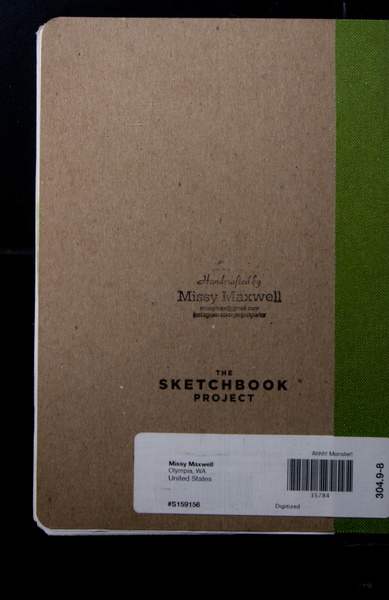 Handcrafted by
Missy Maxwell
THE
SKETCHBOOK
PROJECT
Missy Maxwell
Olympia, WA
United States
#S159156
Ahhh! Monster!
35784
Digitized
304.9-8